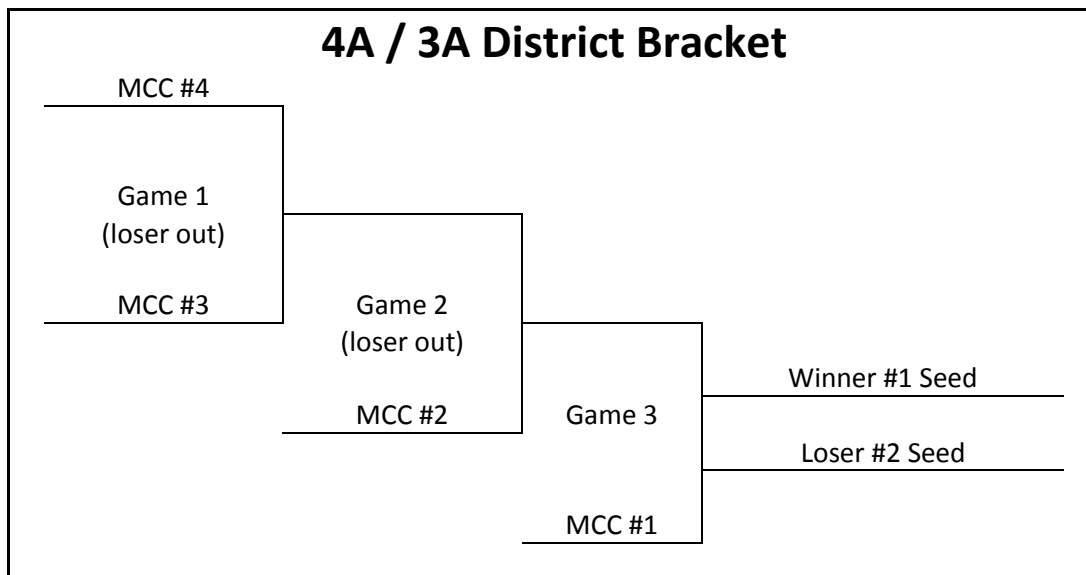 4A / 3A District Bracket
MCC #4
Game 1
(loser out)
MCC #3
Game 2
(loser out)
MCC #2
Game 3
Winner #1 Seed
Loser #2 Seed
MCC #1